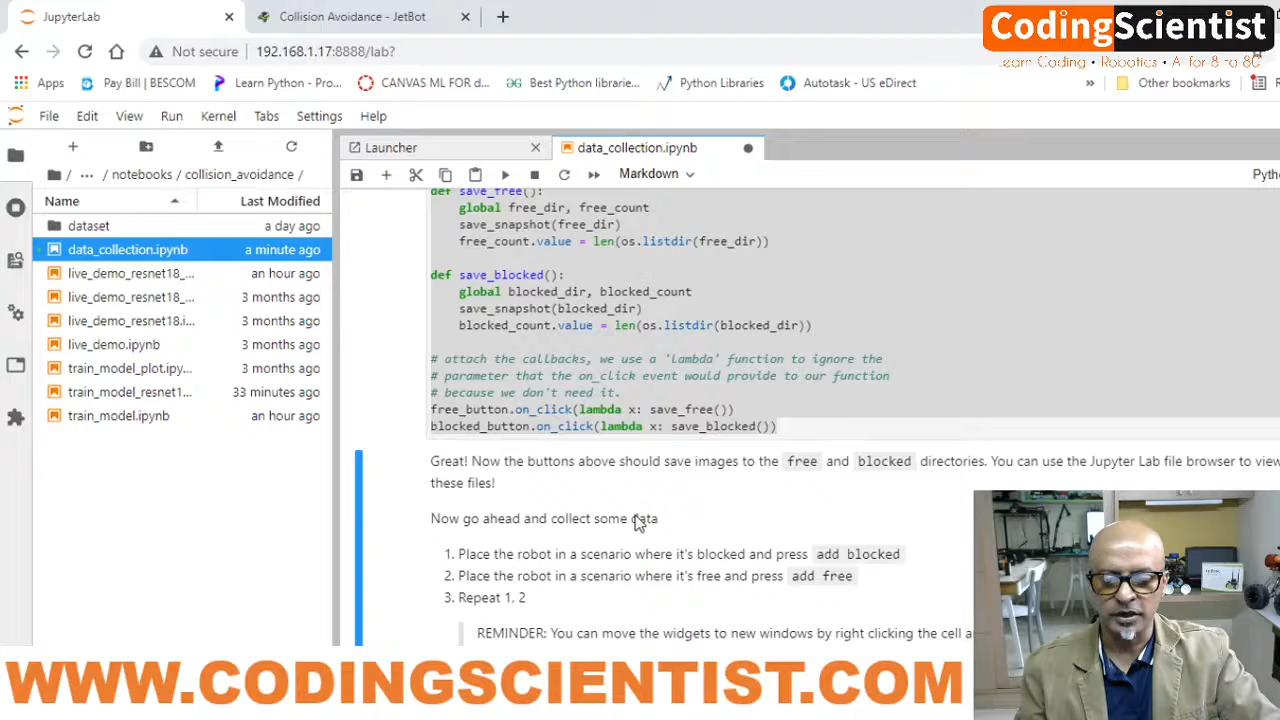 JupyterLab
Collision Avoidance - JetBot
CodingScientist
Learn Coding • Robotics • AI for 8 to 80
Not secure
192.168.1.17:8888/lab?
Apps
Pay Bill | BESCOM
Learn Python - Pro...
CANVAS ML FOR d...
Best Python librarie...
Python Libraries
Autotask - US eDirect
»
Other bookmarks
File
Edit
View
Run
Kernel
Tabs
Settings
Help
Launcher
data_collection.ipynb
Markdown
/ ... / notebooks / collision_avoidance /
Name
Last Modified
dataset
a day ago
data_collection.ipynb
a minute ago
live_demo_resnet18_...
an hour ago
live_demo_resnet18_...
3 months ago
live_demo_resnet18.i...
3 months ago
live_demo.ipynb
3 months ago
train_model_plot.ipy...
3 months ago
train_model_resnet1...
33 minutes ago
train_model.ipynb
an hour ago
def save_free():
global free_dir, free_count
save_snapshot(free_dir)
free_count.value = len(os.listdir(free_dir))
def save_blocked():
global blocked_dir, blocked_count
save_snapshot(blocked_dir)
blocked_count.value = len(os.listdir(blocked_dir))
# attach the callbacks, we use a 'lambda' function to ignore the
# parameter that the on_click event would provide to our function
# because we don't need it.
free_button.on_click(lambda x: save_free())
blocked_button.on_click(lambda x: save_blocked())
Great! Now the buttons above should save images to the free and blocked directories. You can use the Jupyter Lab file browser to view
these files!
Now go ahead and collect some data
1. Place the robot in a scenario where it's blocked and press add blocked
2. Place the robot in a scenario where it's free and press add free
3. Repeat 1, 2
REMINDER: You can move the widgets to new windows by right clicking the cell a
WWW.CODINGSCIENTIST.COM